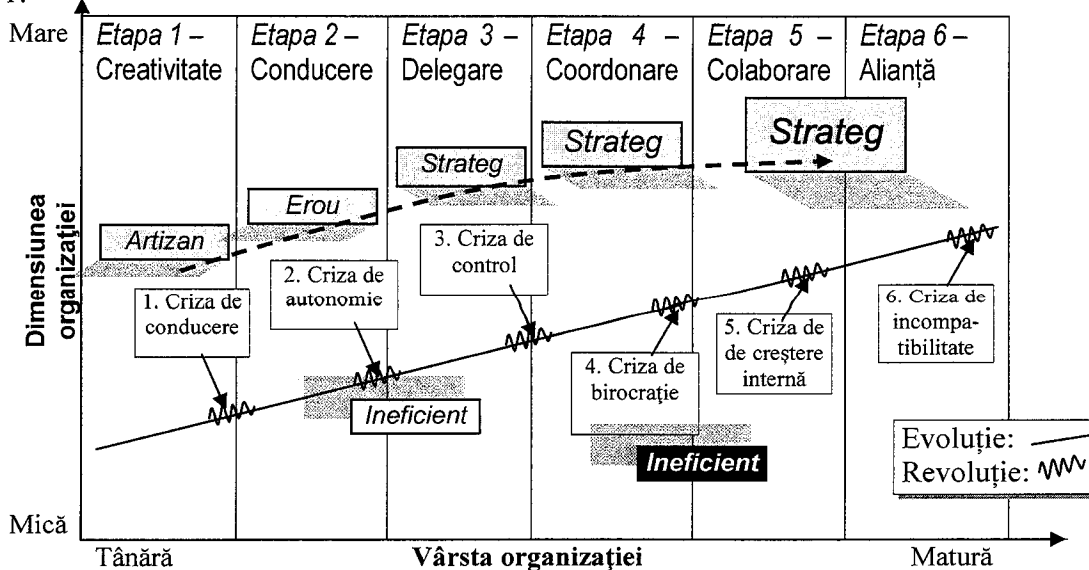 Mare
Etapa 1 –
Creativitate
Etapa 2 –
Conducere
Etapa 3 –
Delegare
Etapa 4 –
Coordonare
Etapa 5 –
Colaborare
Etapa 6 –
Alianță
Artizan
Erou
Strateg
Strateg
Strateg
Dimensiunea
organizației
1. Criza de
conducere
2. Criza de
autonomie
3. Criza de
control
4. Criza de
birocrație
5. Criza de
de creștere
internă
6. Criza de
incompa-
tibilitate
Ineficient
Ineficient
Evoluție:
Revoluție:
Mică
Tânără
Vârsta organizației
Matură